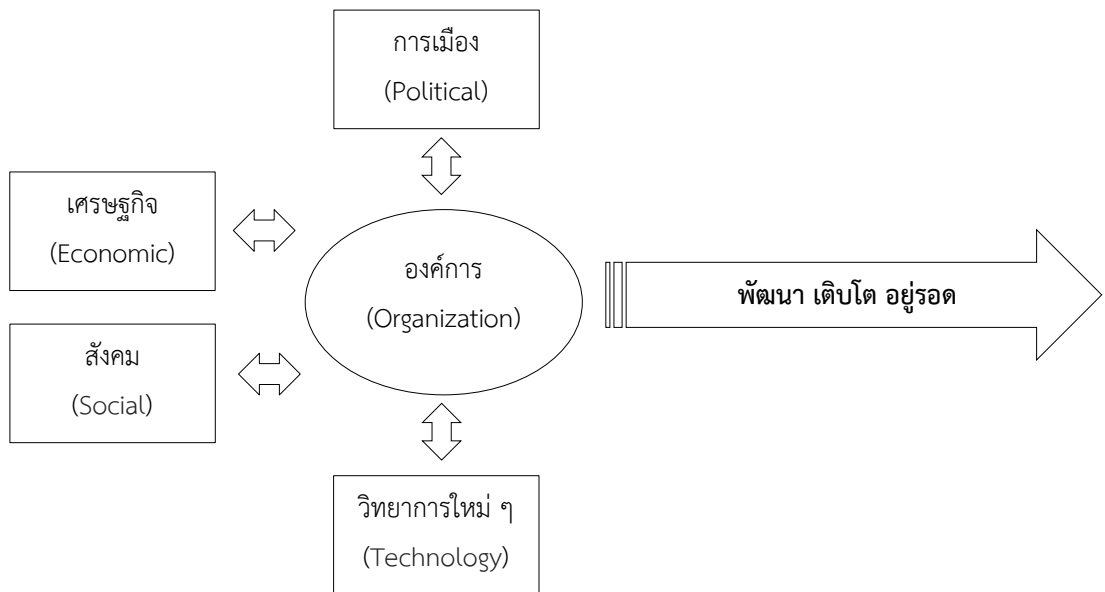 การเมือง
(Political)
เศรษฐกิจ
(Economic)
องค์การ
(Organization)
พัฒนา เติบโต อยู่รอด
สังคม
(Social)
วิทยาการใหม่ ๆ
(Technology)